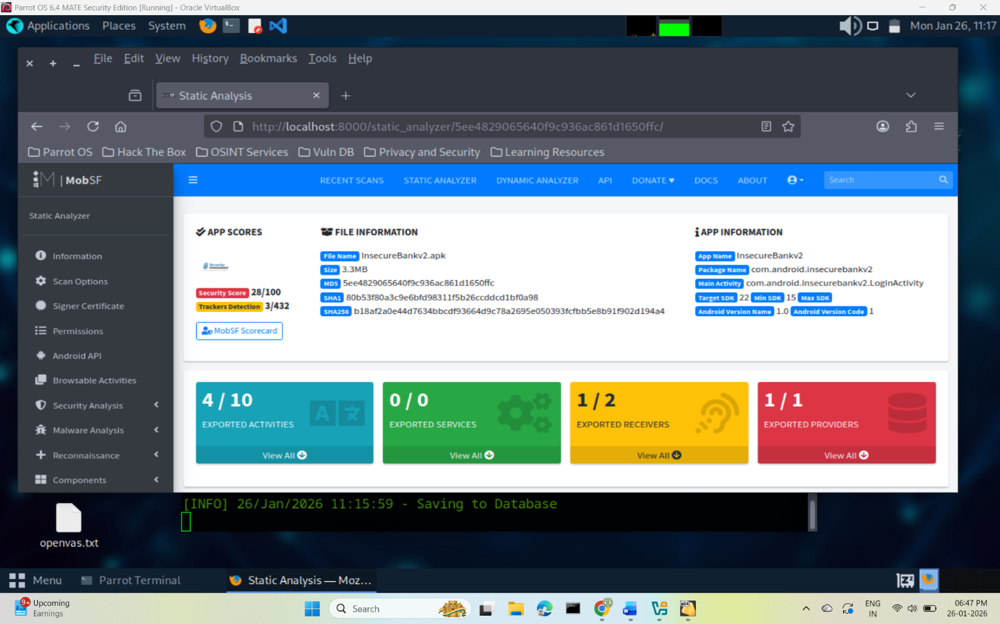 Parrot OS 6.4 MATE Security Edition [Running] - Oracle VirtualBox
Applications Places System
Mon Jan 26, 11:17
File Edit View History Bookmarks Tools Help
Static Analysis
http://localhost:8000/static_analyzer/5ee4829065640f9c936ac861d1650ffc/
Parrot OS Hack The Box OSINT Services Vuln DB Privacy and Security Learning Resources
M | MobSF
RECENT SCANS STATIC ANALYZER DYNAMIC ANALYZER API DONATE ♥ DOCS ABOUT Search
Static Analyzer
Information
Scan Options
Signer Certificate
Permissions
Android API
Browsable Activities
Security Analysis
Malware Analysis
Reconnaissance
Components
APP SCORES
Security Innovation
Security Score 28/100
Trackers Detection 3/432
MobSF Scorecard
FILE INFORMATION
File Name InsecureBankv2.apk
Size 3.3MB
MD5 5ee4829065640f9c936ac861d1650ffc
SHA1 80b53f80a3c9e6bfd98311f5b26ccddcd1bf0a98
SHA256 b18af2a0e44d7634bbcdf93664d9c78a2695e050393fcfbb5e8b91f902d194a4
APP INFORMATION
App Name InsecureBankv2
Package Name com.android.insecurebankv2
Main Activity com.android.insecurebankv2.LoginActivity
Target SDK 22 Min SDK 15 Max SDK
Android Version Name 1.0 Android Version Code 1
4 / 10
EXPORTED ACTIVITIES
View All
0 / 0
EXPORTED SERVICES
View All
1 / 2
EXPORTED RECEIVERS
View All
1 / 1
EXPORTED PROVIDERS
View All
[INFO] 26/Jan/2026 11:15:59 - Saving to Database
openvas.txt
Menu Parrot Terminal Static Analysis — Moz...
9+ Upcoming
Earnings
Search
ENG
IN
06:47 PM
26-01-2026